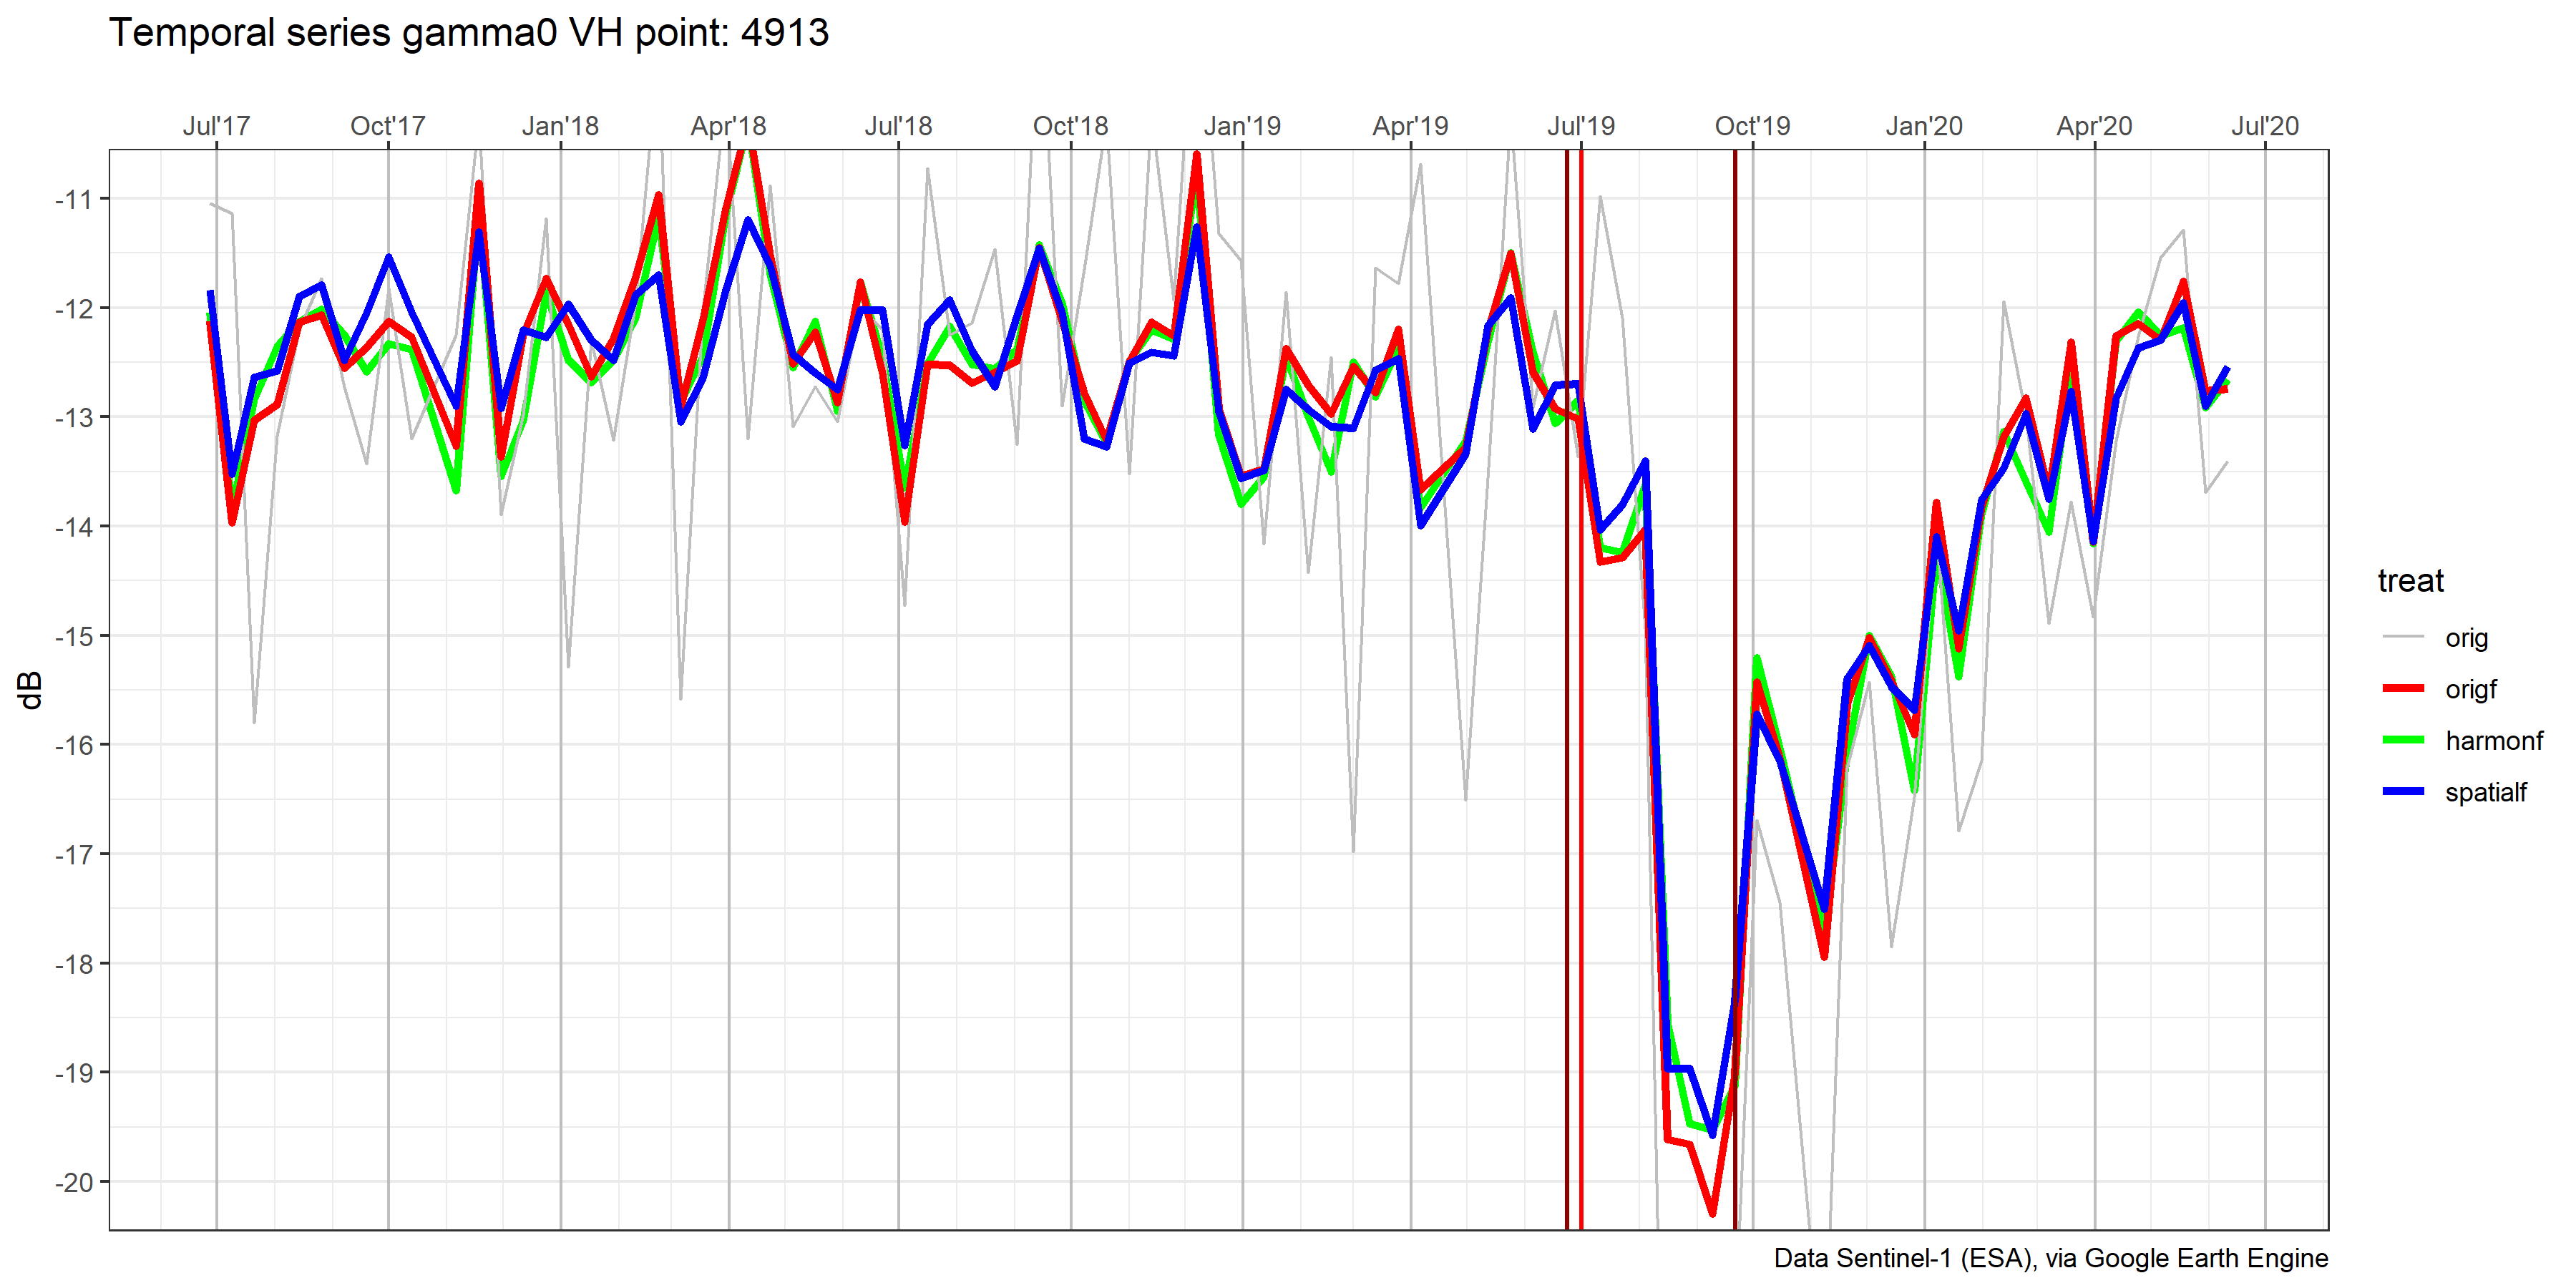 Temporal series gamma0 VH point: 4913
Jul'17 Oct'17 Jan'18 Apr'18 Jul'18 Oct'18 Jan'19 Apr'19 Jul'19 Oct'19 Jan'20 Apr'20 Jul'20
-11
-12
-13
-14
-15
-16
-17
-18
-19
-20
dB
treat
orig
origf
harmonf
spatialf
Data Sentinel-1 (ESA), via Google Earth Engine